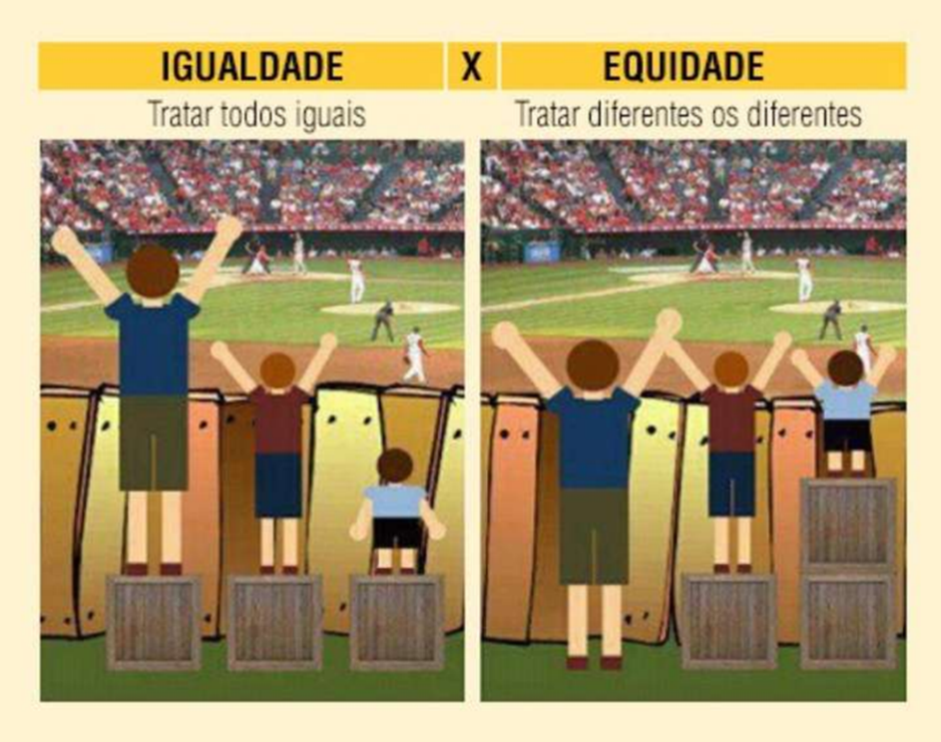 IGUALDADE X EQUIDADE
Tratar todos iguais
Tratar diferentes os diferentes